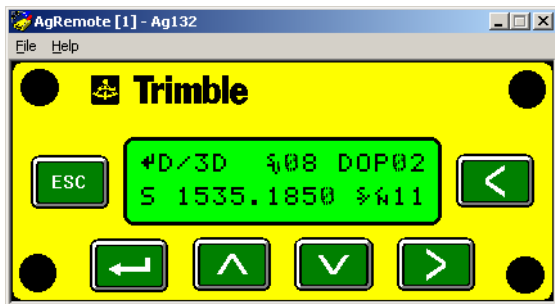 AgRemote [1] - Ag132
File Help
Trimble
D/3D 08 DOP02
S 1535.1850 11
ESC